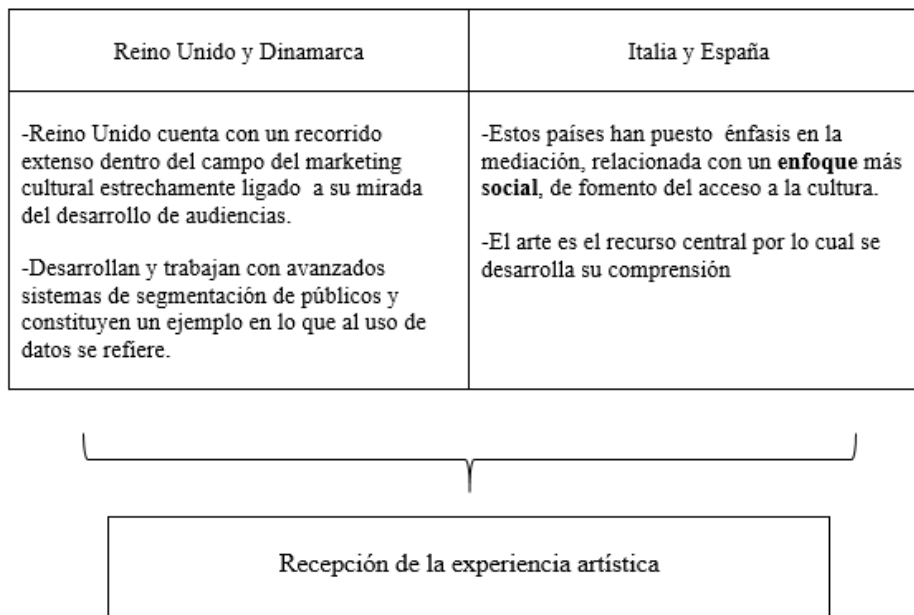 Reino Unido y Dinamarca
-Reino Unido cuenta con un recorrido
extenso dentro del campo del marketing
cultural estrechamente ligado a su mirada
del desarrollo de audiencias.
-Desarrollan y trabajan con avanzados
sistemas de segmentación de públicos y
constituyen un ejemplo en lo que al uso de
datos se refiere.
Italia y España
-Estos países han puesto énfasis en la
mediación, relacionada con un enfoque más
social, de fomento del acceso a la cultura.
-El arte es el recurso central por lo cual se
desarrolla su comprensión
Recepción de la experiencia artística